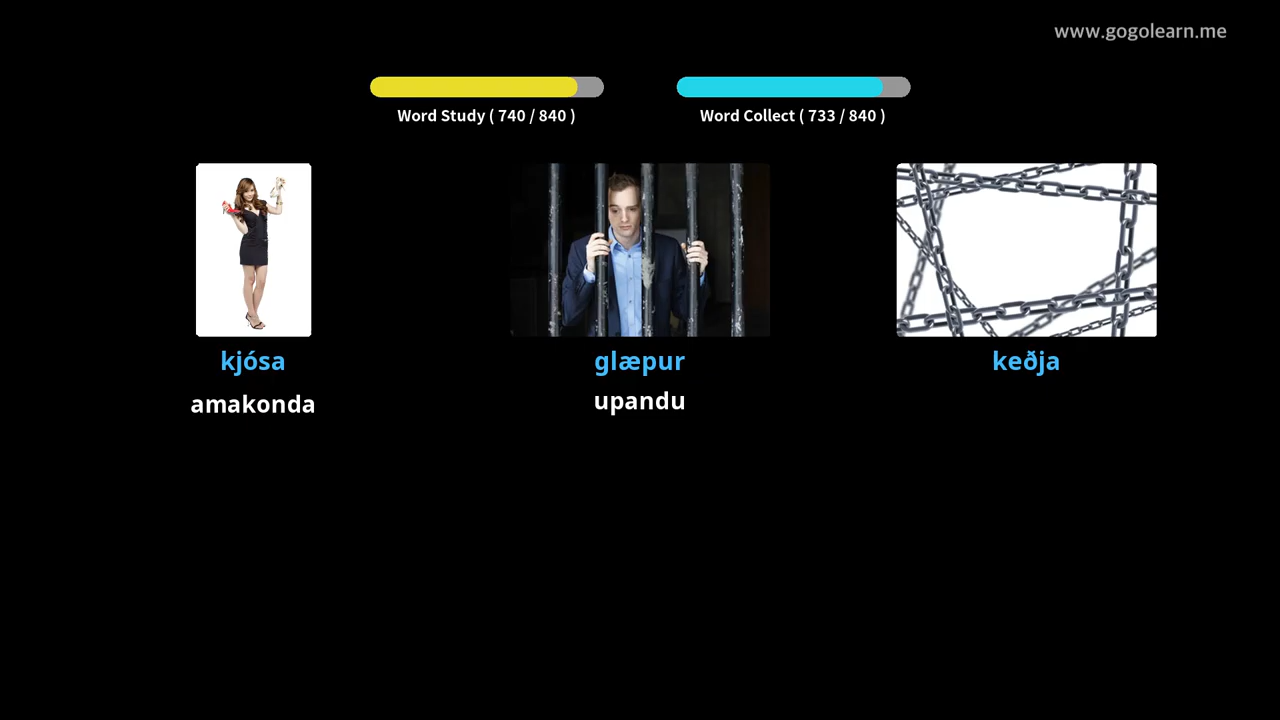 www.gogolearn.me
Word Study ( 740 / 840 )
Word Collect ( 733 / 840 )
kjósa
glæpur
keðja
amakonda
upandu